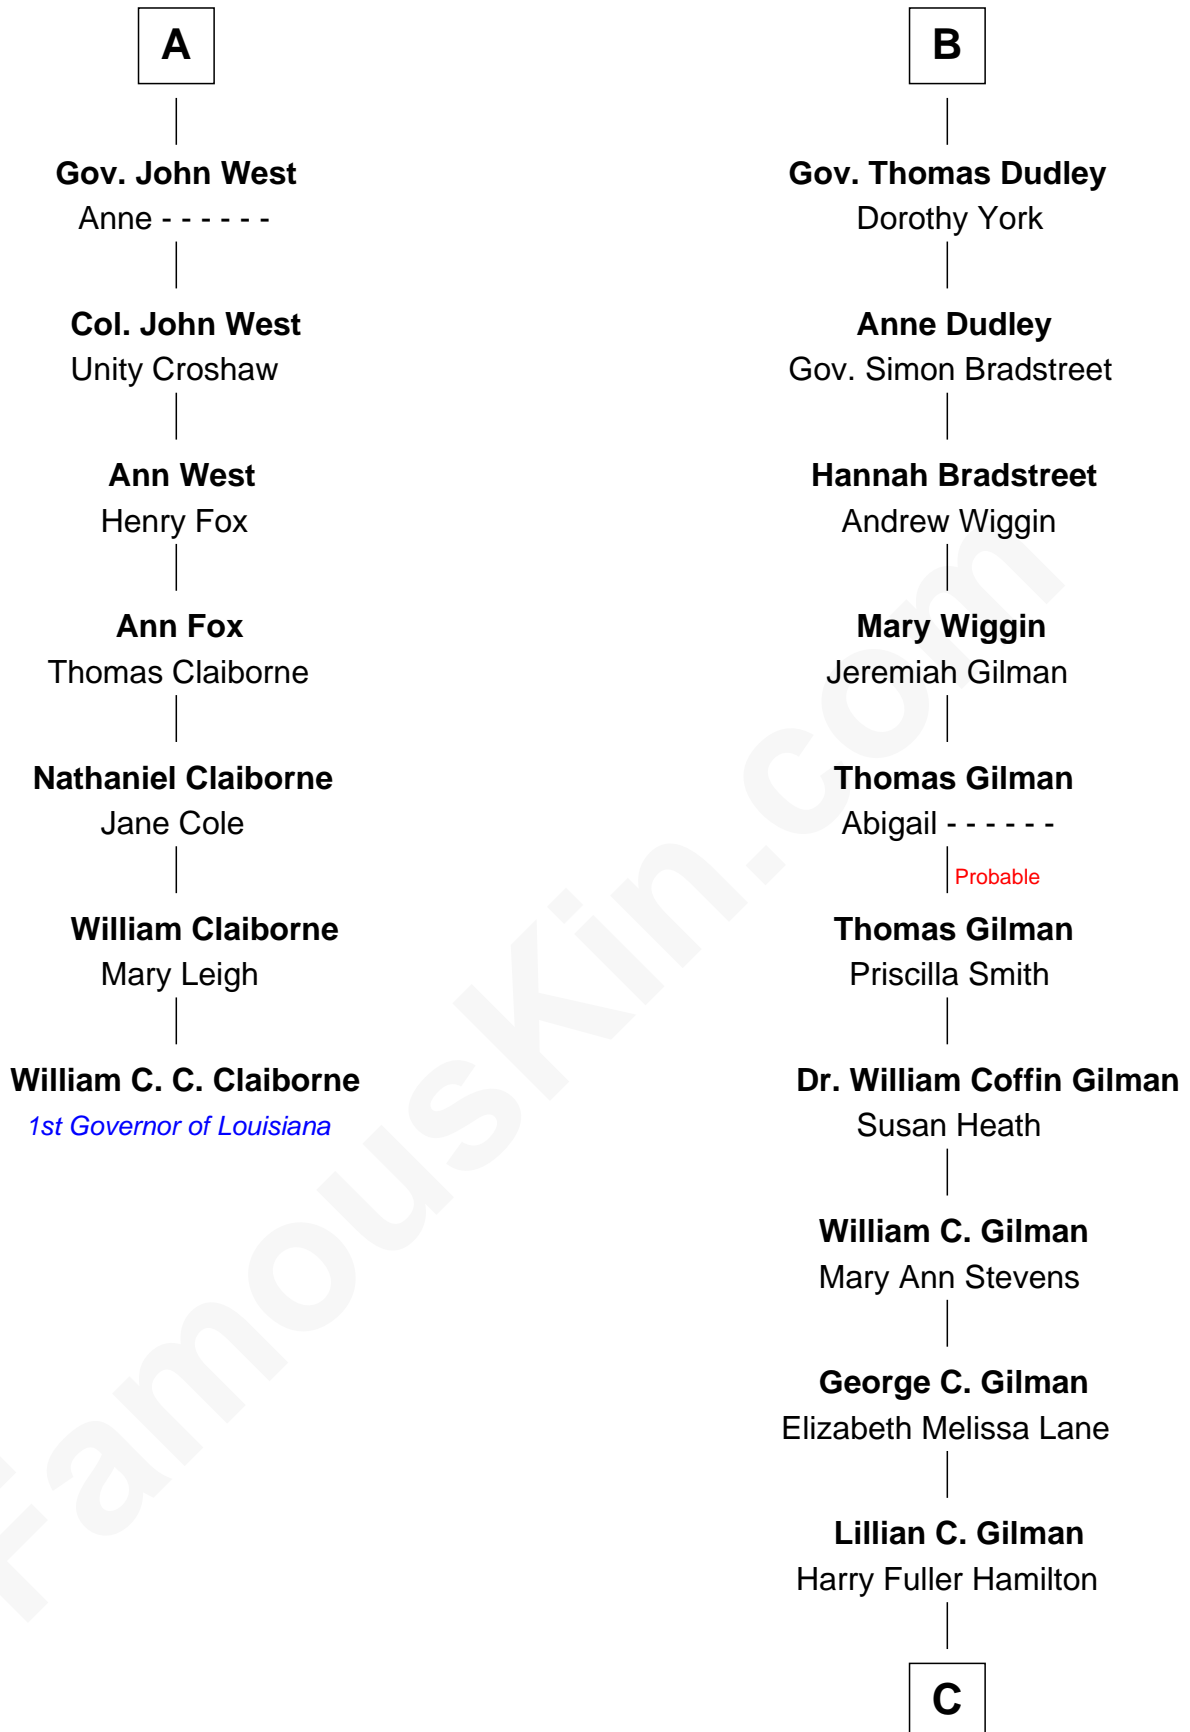 A
Gov. John West
Anne - - - - - -
Col. John West
Unity Croshaw
Ann West
Henry Fox
Ann Fox
Thomas Claiborne
Nathaniel Claiborne
Jane Cole
William Claiborne
Mary Leigh
William C. C. Claiborne
1st Governor of Louisiana
B
Gov. Thomas Dudley
Dorothy York
Anne Dudley
Gov. Simon Bradstreet
Hannah Bradstreet
Andrew Wiggin
Mary Wiggin
Jeremiah Gilman
Thomas Gilman
Abigail - - - - - -
Probable
Thomas Gilman
Priscilla Smith
Dr. William Coffin Gilman
Susan Heath
William C. Gilman
Mary Ann Stevens
George C. Gilman
Elizabeth Melissa Lane
Lillian C. Gilman
Harry Fuller Hamilton
C
FamousKin.com